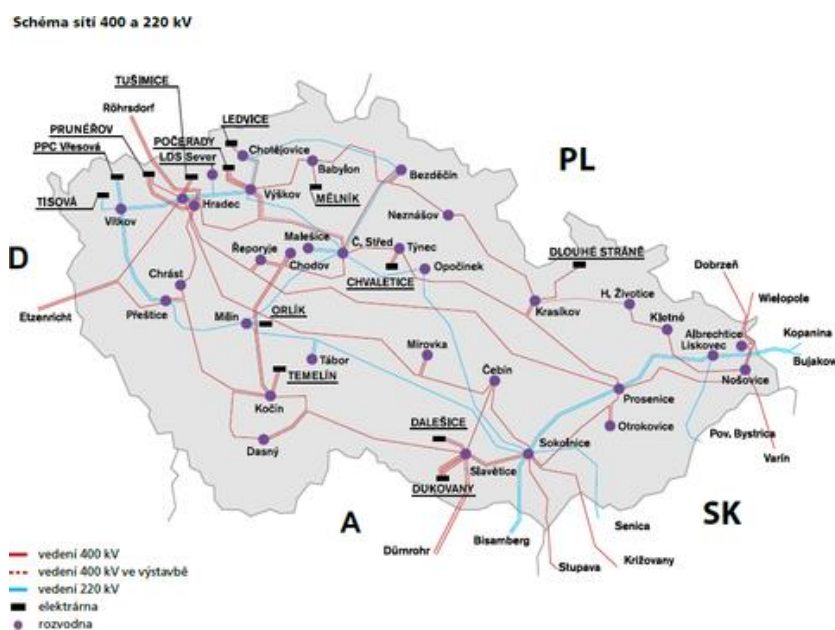 Schéma sítí 400 a 220 kV
TUŠIMICE
Röhrsdorf
LEDVICE
PRUNÉŘOV
POČERADY
Chotějovice
PPC Vřesová
LDS Sever
Babylon
Bezděčín
PL
TISOVÁ
Výškov
MĚLNÍK
Hradec
Vítkov
Neznášov
Malešice
Č. Střed
Týnec
Řeporyje
Chodov
Opočínek
DLOUHÉ STRÁNĚ
D
Chrást
CHVALETICE
Dobrzeň
Wielopole
Etzenricht
Přeštice
ORLÍK
Krasíkov
H. Životice
Kletné
Milín
Albrechtice
Kopanina
Liskovec
Bujakow
Mírovka
Tábor
TEMELÍN
Čebín
Nošovice
Kočín
Prosenice
DALEŠICE
Otrokovice
Dasný
Sokolnice
Pov. Bystrica
Slavětice
Varín
DUKOVANY
A
SK
Senica
Dürnrohr
Bisamberg
Stupava
Križovany
vedení 400 kV
vedení 400 kV ve výstavbě
vedení 220 kV
elektrárna
rozvodna